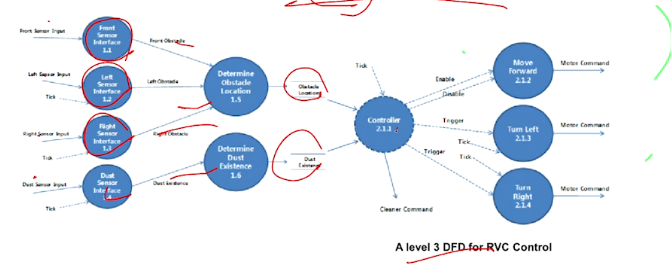 Front Sensor Input
Front
Sensor
Interface
1.1
Front Obstacle
Left Sensor Input
Tick
Left
Sensor
Interface
1.2
Left Obstacle
Right Sensor Input
Tick
Right
Sensor
Interface
1.3
Right Obstacle
Dust Sensor Input
Tick
Dust
Sensor
Interface
1.4
Dust Existence
Determine
Obstacle
Location
1.5
Obstacle
Location
Determine
Dust
Existence
1.6
Dust
Existence
Tick
Controller
2.1.1
Cleaner Command
Enable
Disable
Trigger
Tick
Tick
Trigger
Move
Forward
2.1.2
Motor Command
Turn Left
2.1.3
Motor Command
Turn
Right
2.1.4
Motor Command
A level 3 DFD for RVC Control